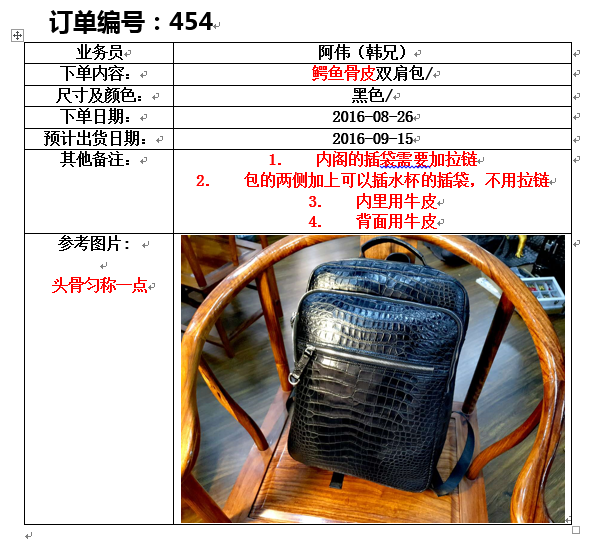 订单编号：454
业务员
阿伟（韩兄）
下单内容：
鳄鱼骨皮双肩包/
尺寸及颜色：
黑色/
下单日期：
2016-08-26
预计出货日期：
2016-09-15
其他备注：
1. 内阁的插袋需要加拉链
2. 包的两侧加上可以插水杯的插袋，不用拉链
3. 内里用牛皮
4. 背面用牛皮
参考图片：
头骨匀称一点